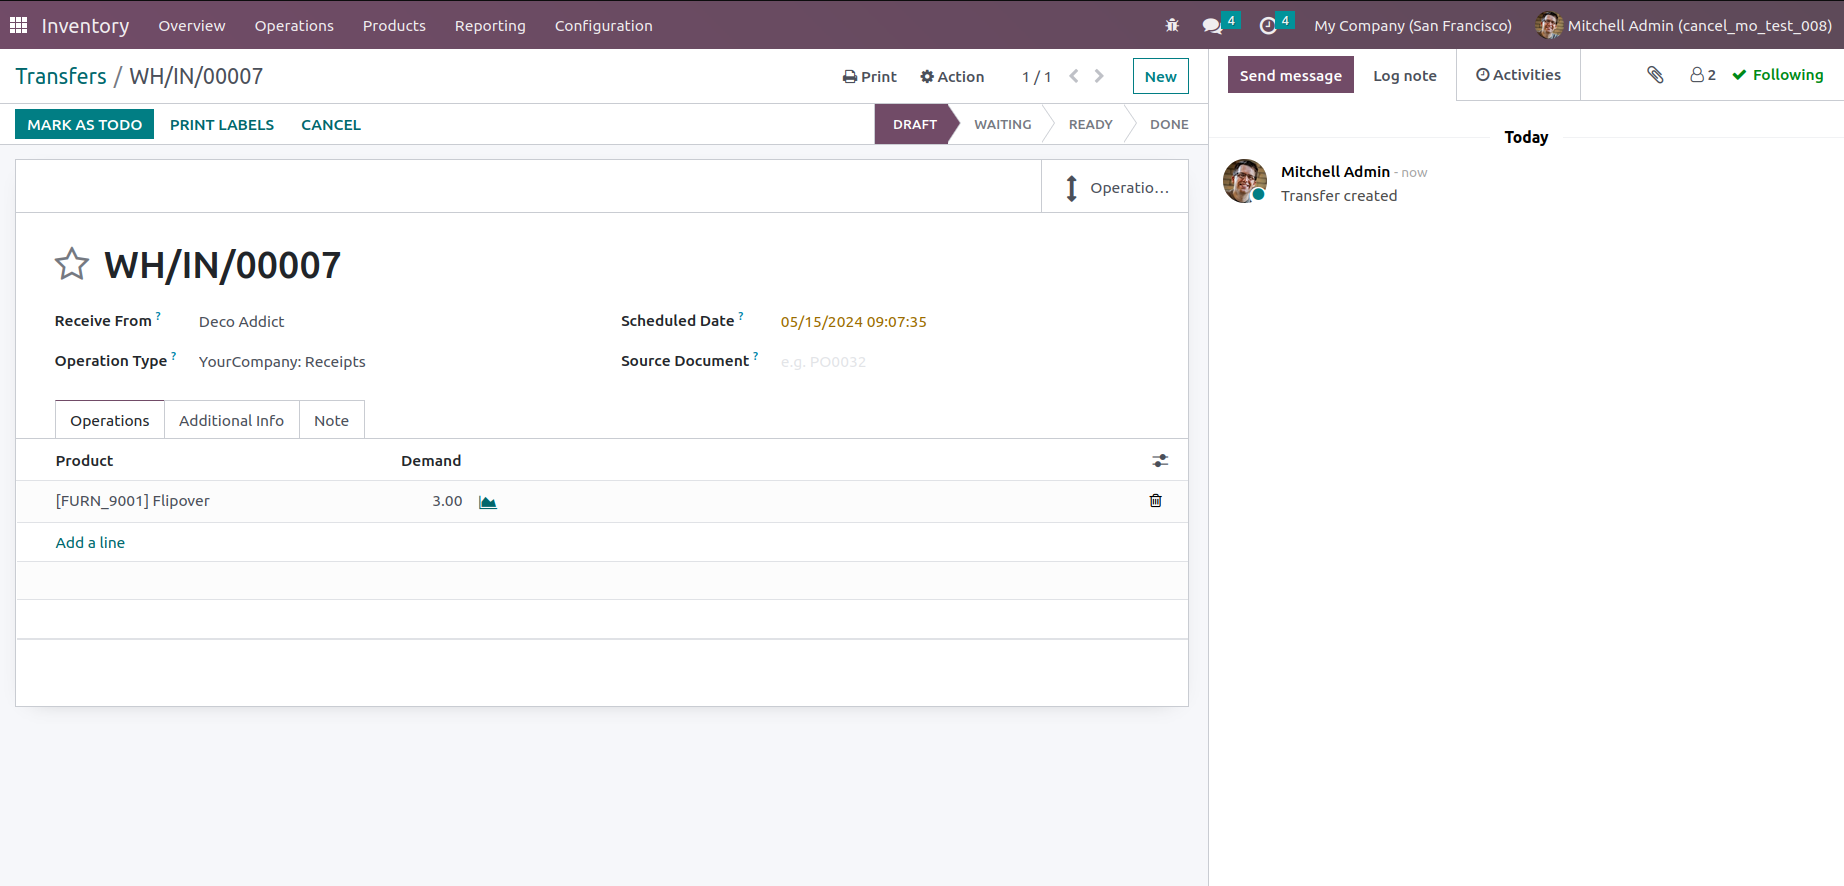 Inventory Overview Operations Products Reporting Configuration 4 4 My Company (San Francisco) Mitchell Admin (cancel_mo_test_008)
Transfers / WH/IN/00007 Print Action 1 / 1 New
Send message Log note Activities 2 Following
MARK AS TODO PRINT LABELS CANCEL DRAFT WAITING READY DONE
Today
Mitchell Admin - now
Transfer created
Operatio...
WH/IN/00007
Receive From ? Deco Addict Scheduled Date ? 05/15/2024 09:07:35
Operation Type ? YourCompany: Receipts Source Document ? e.g. PO0032
Operations Additional Info Note
Product Demand
[FURN_9001] Flipover 3.00
Add a line